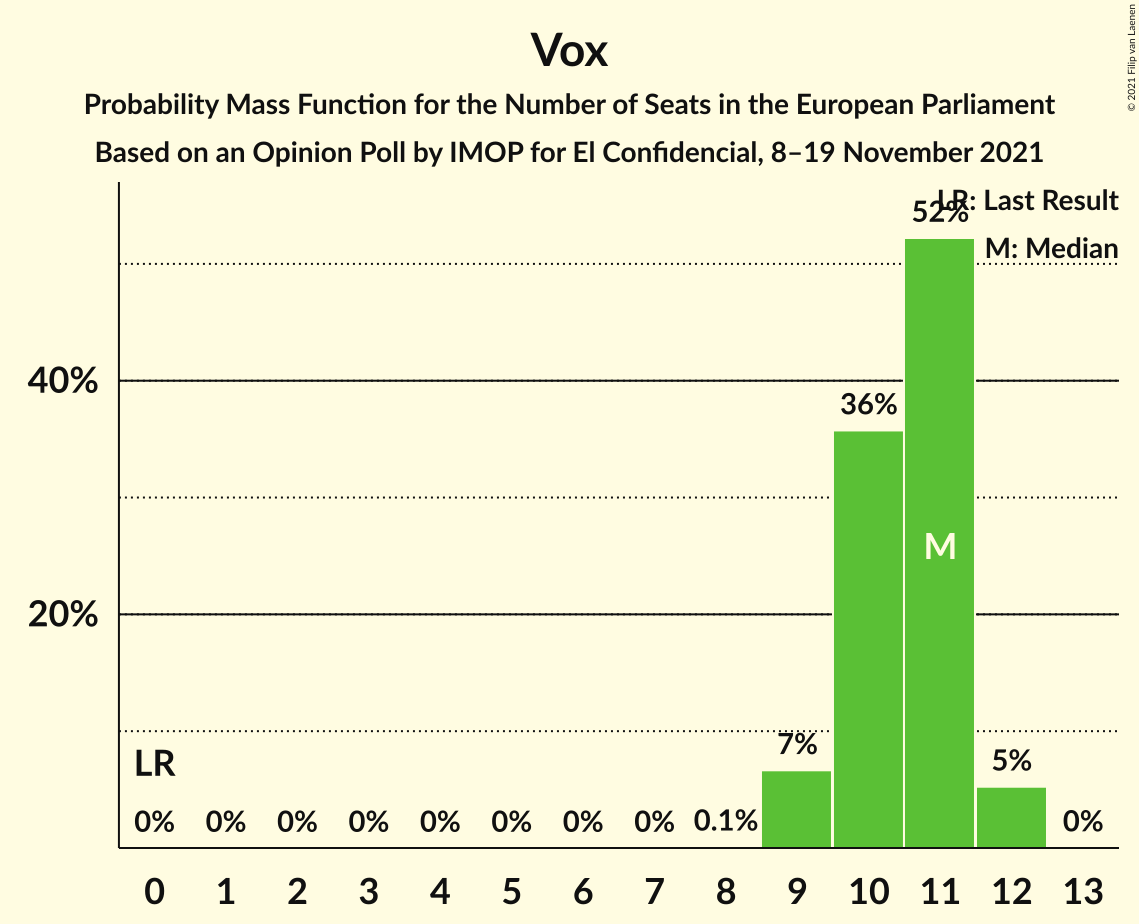 Vox
Probability Mass Function for the Number of Seats in the European Parliament
Based on an Opinion Poll by IMOP for El Confidencial, 8–19 November 2021
© 2021 Filip van Laenen
LR: Last Result
M: Median
52%
40%
36%
M
20%
7%
LR
5%
0% 0% 0% 0% 0% 0% 0% 0% 0.1% 0%
0 1 2 3 4 5 6 7 8 9 10 11 12 13